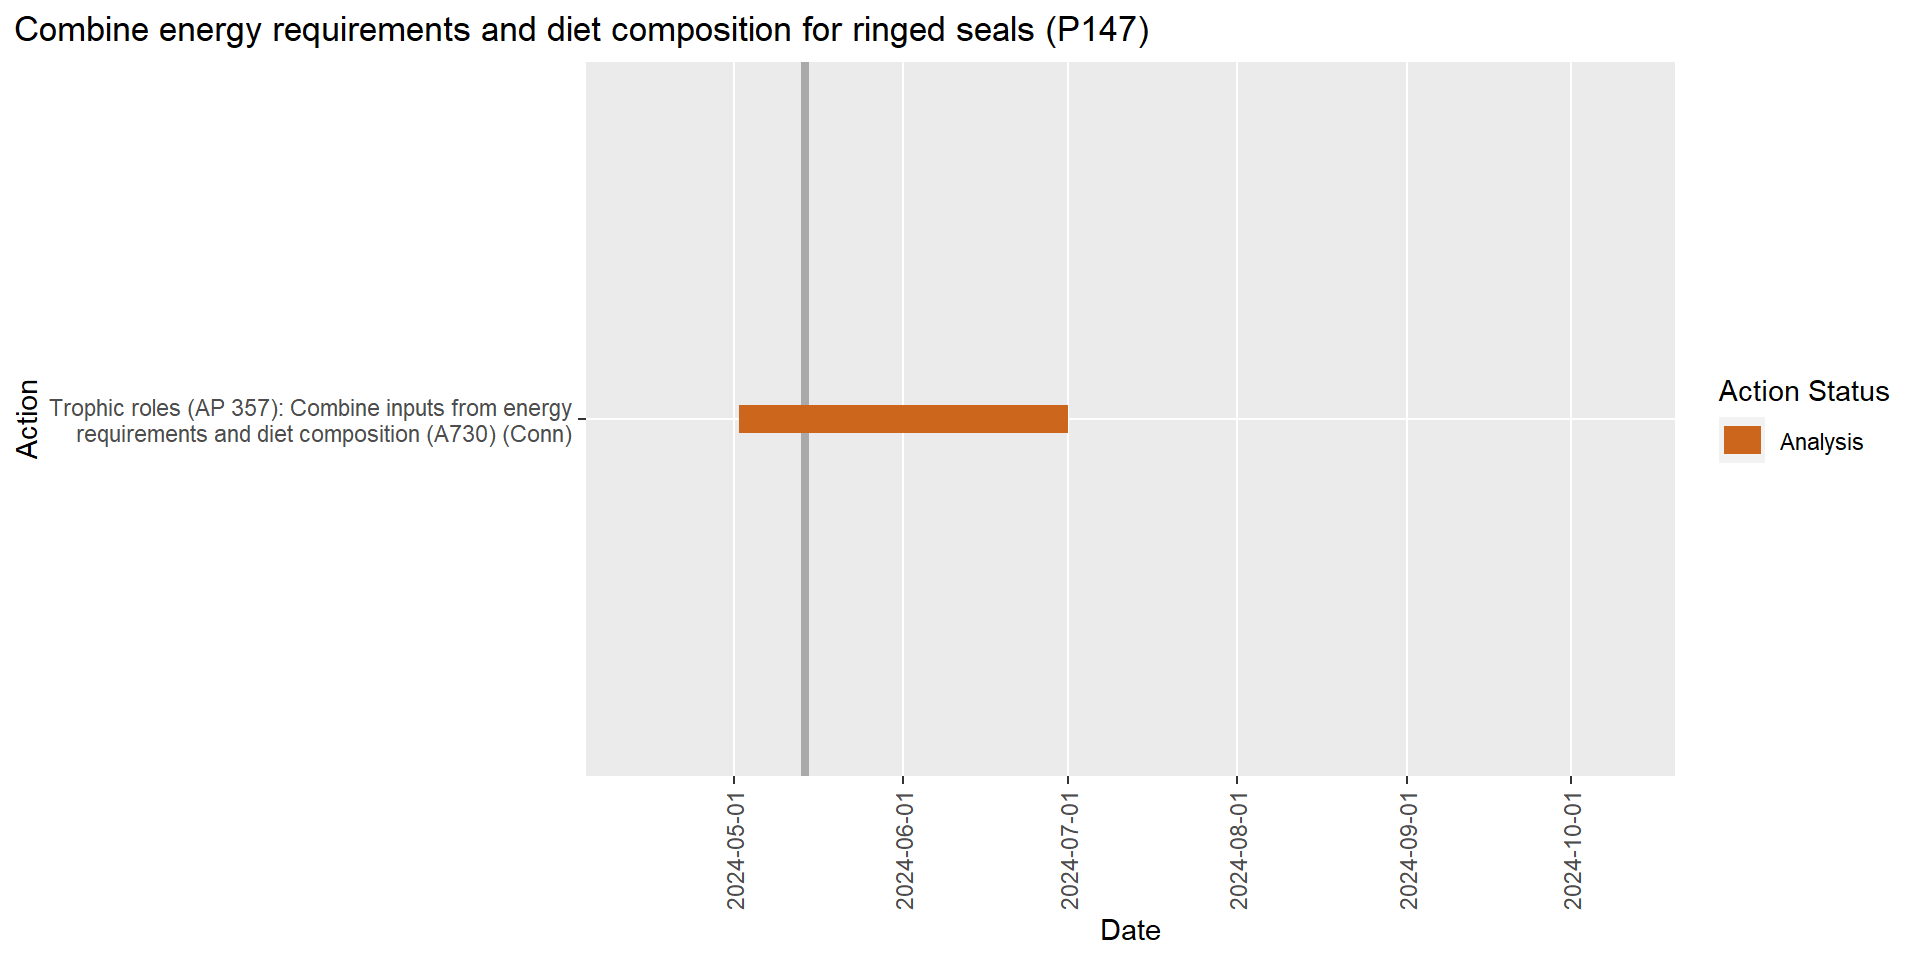 Combine energy requirements and diet composition for ringed seals (P147)
Action
Trophic roles (AP 357): Combine inputs from energy
requirements and diet composition (A730) (Conn)
Action Status
Analysis
2024-05-01
2024-06-01
2024-07-01
2024-08-01
2024-09-01
2024-10-01
Date